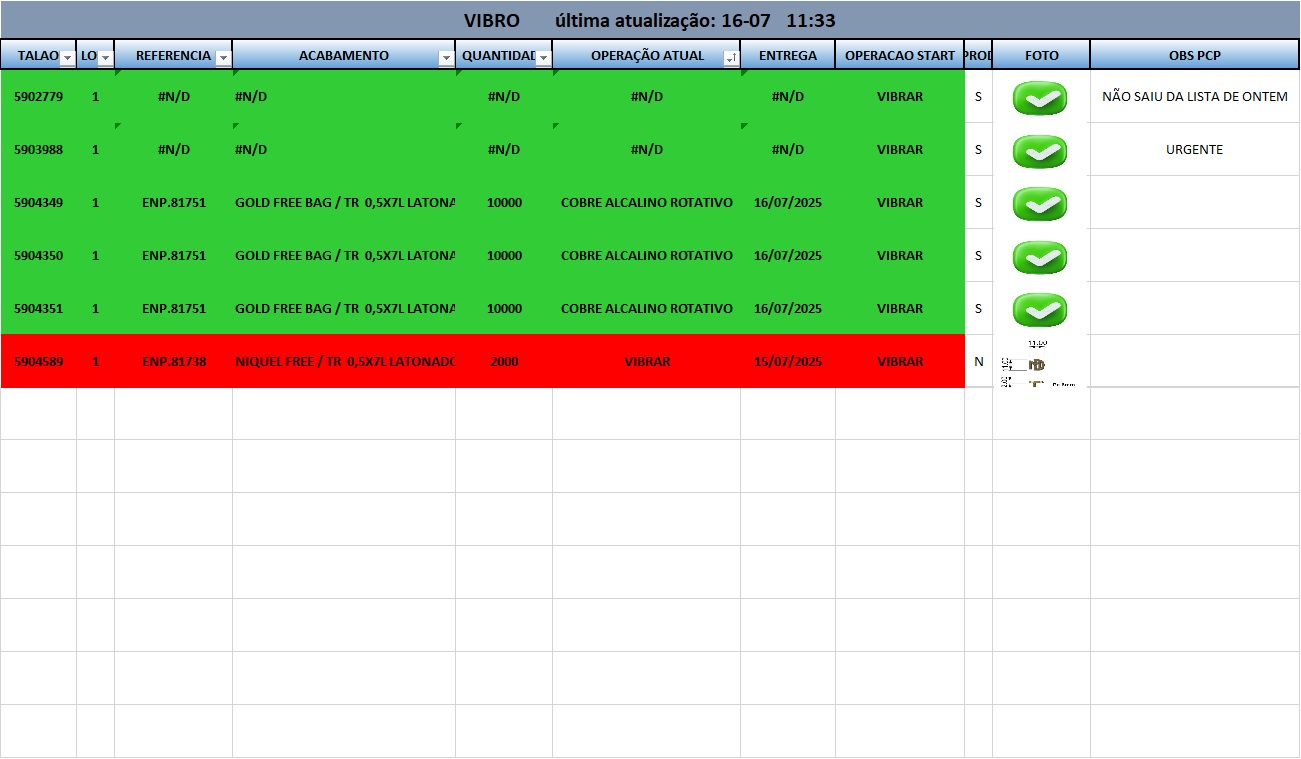 VIBRO última atualização: 16-07 11:33
TALAO LO REFERENCIA ACABAMENTO QUANTIDAD OPERAÇÃO ATUAL ENTREGA OPERACAO START PROD FOTO OBS PCP
5902779 1 #N/D #N/D #N/D #N/D #N/D VIBRAR S NÃO SAIU DA LISTA DE ONTEM
5903988 1 #N/D #N/D #N/D #N/D #N/D VIBRAR S URGENTE
5904349 1 ENP.81751 GOLD FREE BAG / TR 0,5X7L LATONA 10000 COBRE ALCALINO ROTATIVO 16/07/2025 VIBRAR S
5904350 1 ENP.81751 GOLD FREE BAG / TR 0,5X7L LATONA 10000 COBRE ALCALINO ROTATIVO 16/07/2025 VIBRAR S
5904351 1 ENP.81751 GOLD FREE BAG / TR 0,5X7L LATONA 10000 COBRE ALCALINO ROTATIVO 16/07/2025 VIBRAR S
5904589 1 ENP.81738 NIQUEL FREE / TR 0,5X7L LATONADO 2000 VIBRAR 15/07/2025 VIBRAR N